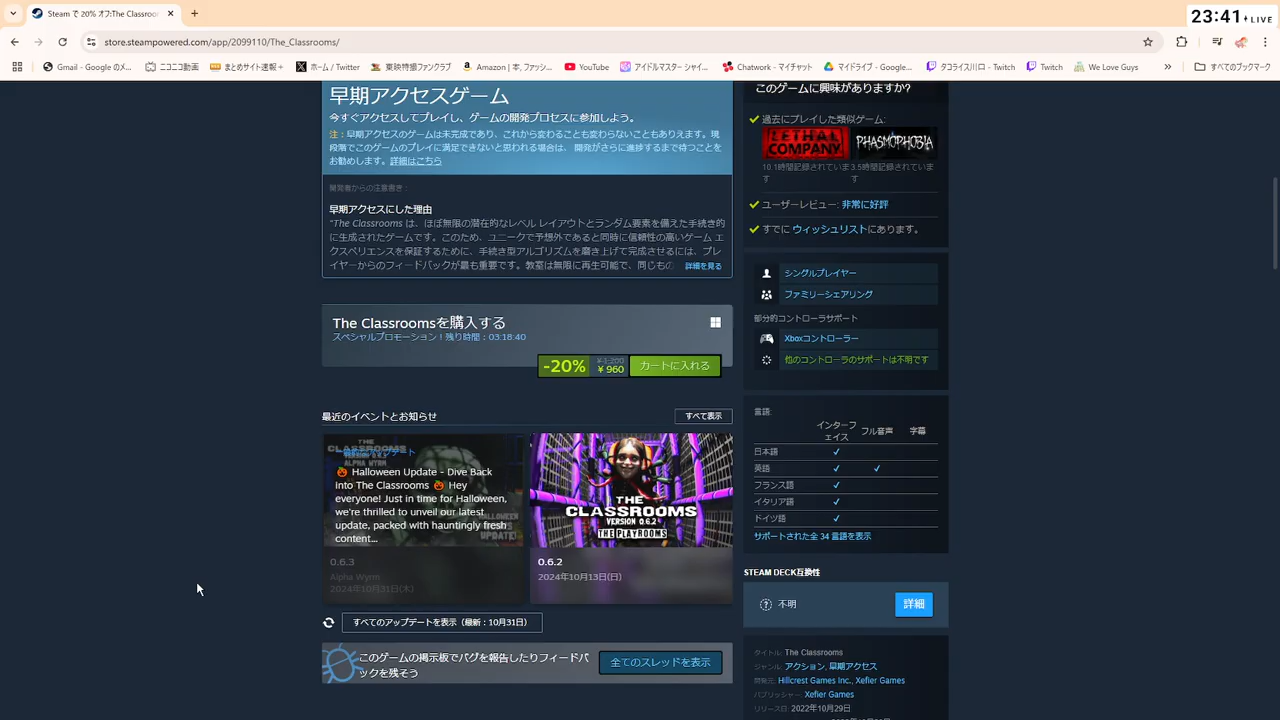 Steam で 20% オフ:The Classroom
23:41 LIVE
store.steampowered.com/app/2099110/The_Classrooms/
Gmail - Google のメ...
ニコニコ動画
まとめサイト速報+
ホーム / Twitter
東映特撮ファンクラブ
Amazon | 本, ファッシ...
YouTube
アイドルマスター シャイ...
Chatwork - マイチャット
マイドライブ - Google...
タコライス川口 - Twitch
Twitch
We Love Guys
»
すべてのブックマーク
早期アクセスゲーム
今すぐアクセスしてプレイし、ゲームの開発プロセスに参加しよう。
注:早期アクセスのゲームは未完成であり、これから変わることも変わらないこともありえます。現
段階でこのゲームのプレイに満足できないと思われる場合は、 開発がさらに進捗するまで待つことを
お勧めします。詳細はこちら
開発者からの注意書き:
早期アクセスにした理由
"The Classrooms は、ほぼ無限の潜在的なレベル レイアウトとランダム要素を備えた手続き的
に生成されたゲームです。このため、ユニークで予想外であると同時に信頼性の高いゲーム エ
クスペリエンスを保証するために、手続き型アルゴリズムを磨き上げて完成させるには、プレ
イヤーからのフィードバックが最も重要です。教室は無限に再生可能で、同じもの
詳細を見る
The Classroomsを購入する
スペシャルプロモーション!残り時間:03:18:40
-20%
¥ 1,200
¥ 960
カートに入れる
最近のイベントとお知らせ
すべて表示
🎃 Halloween Update - Dive Back
Into The Classrooms 🎃 Hey
everyone! Just in time for Halloween,
we're thrilled to unveil our latest
update, packed with hauntingly fresh
content...
0.6.3
Alpha Wyrm
2024年10月31日(木)
THE
CLASSROOMS
VERSION 0.6.2
THE PLAYROOMS
0.6.2
2024年10月13日(日)
すべてのアップデートを表示(最新:10月31日)
このゲームの掲示板でバグを報告したりフィードバ
ックを残そう
全てのスレッドを表示
このゲームに興味がありますか?
過去にプレイした類似ゲーム:
LETHAL
COMPANY
PHASMOPHOBIA
10.1時間記録されていま
す
3.5時間記録されていま
す
ユーザーレビュー: 非常に好評
すでに ウィッシュリストにあります。
シングルプレイヤー
ファミリーシェアリング
部分的コントローラサポート
Xboxコントローラー
他のコントローラのサポートは不明です
言語:
インターフ
ェイス
フル音声
字幕
日本語 ✓
英語 ✓ ✓
フランス語 ✓
イタリア語 ✓
ドイツ語 ✓
サポートされた全 34 言語を表示
STEAM DECK互換性
不明
詳細
タイトル: The Classrooms
ジャンル: アクション, 早期アクセス
開発元: Hillcrest Games Inc., Xefier Games
パブリッシャー: Xefier Games
リリース日: 2022年10月29日